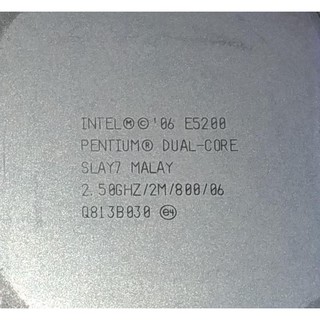 INTEL®©'06 E5200
PENTIUM® DUAL-CORE
SLAY7 MALAY
2.50GHZ/2M/800/06
Q813B030 e4